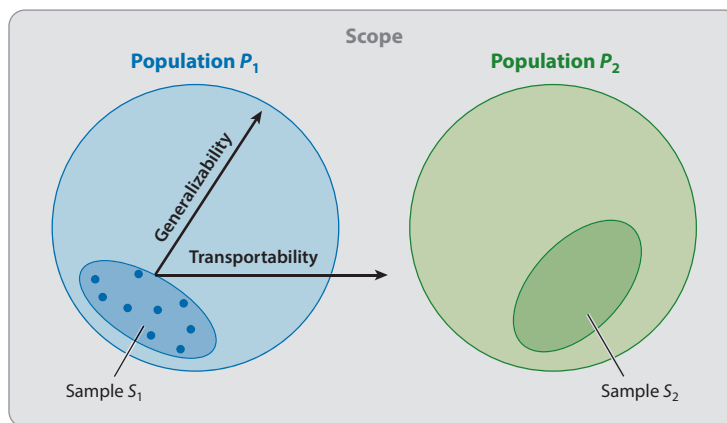 Scope
Population P1
Population P2
Generalizability
Transportability
Sample S1
Sample S2